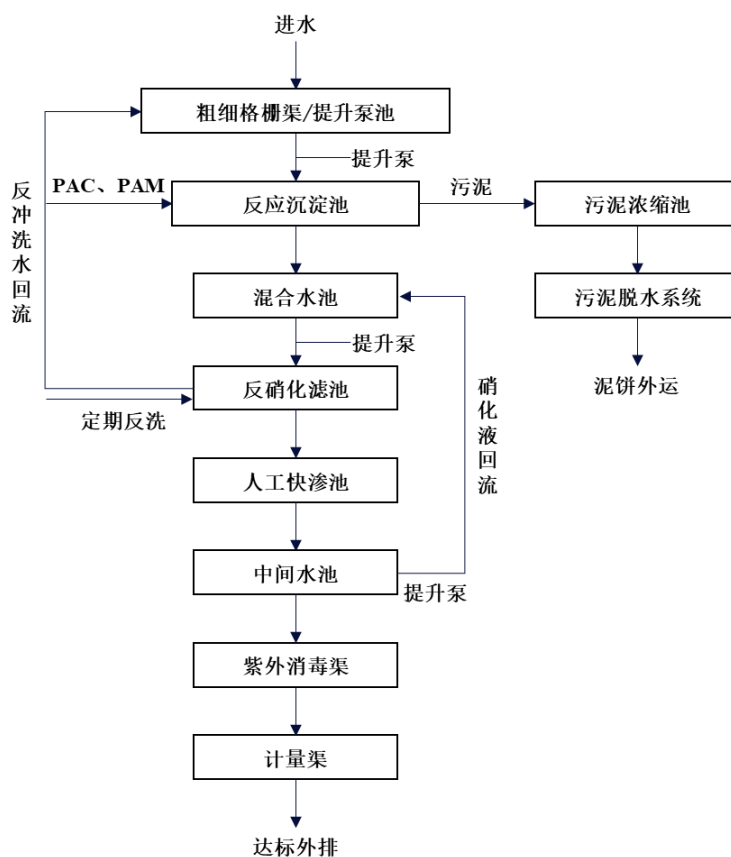 进水
粗细格栅渠/提升泵池
提升泵
PAC、PAM
反应沉淀池
污泥
污泥浓缩池
反冲洗水回流
混合水池
污泥脱水系统
提升泵
反硝化滤池
泥饼外运
定期反洗
硝化液回流
人工快渗池
中间水池
提升泵
紫外消毒渠
计量渠
达标外排